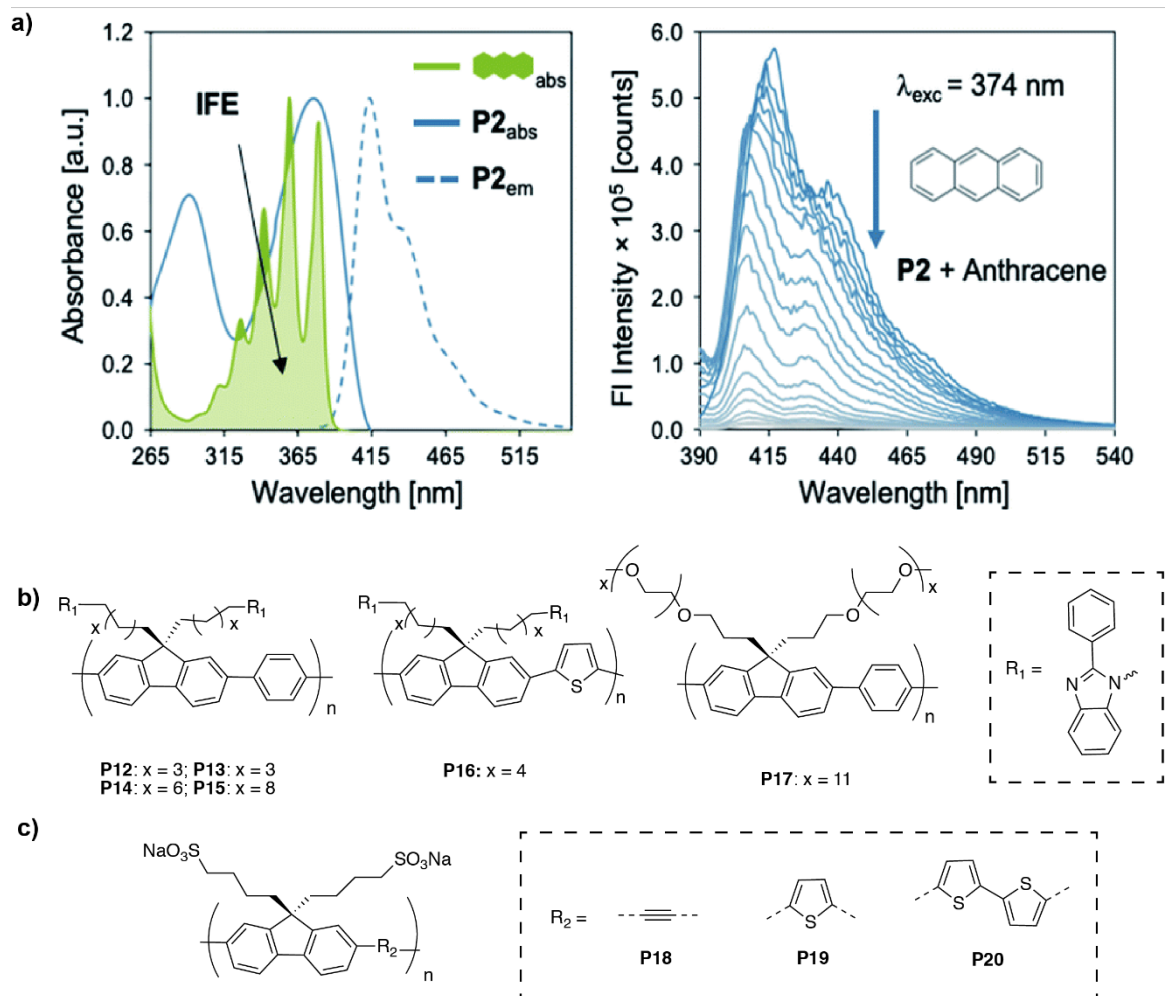 a)
1.2
1.0
0.8
0.6
0.4
0.2
0.0
Absorbance [a.u.]
265
315
365
415
465
515
Wavelength [nm]
IFE
abs
P2abs
P2em
6.0
5.0
4.0
3.0
2.0
1.0
0.0
FI Intensity × 10⁵ [counts]
390
415
440
465
490
515
540
Wavelength [nm]
λexc = 374 nm
P2 + Anthracene
b)
R1
R1
x
x
n
P12: x = 3; P13: x = 3
P14: x = 6; P15: x = 8
R1
R1
x
x
S
n
P16: x = 4
x
O
O
x
O
O
n
P17: x = 11
R1 =
N
N
c)
NaO3S
SO3Na
R2
n
R2 =
P18
S
P19
S
S
P20